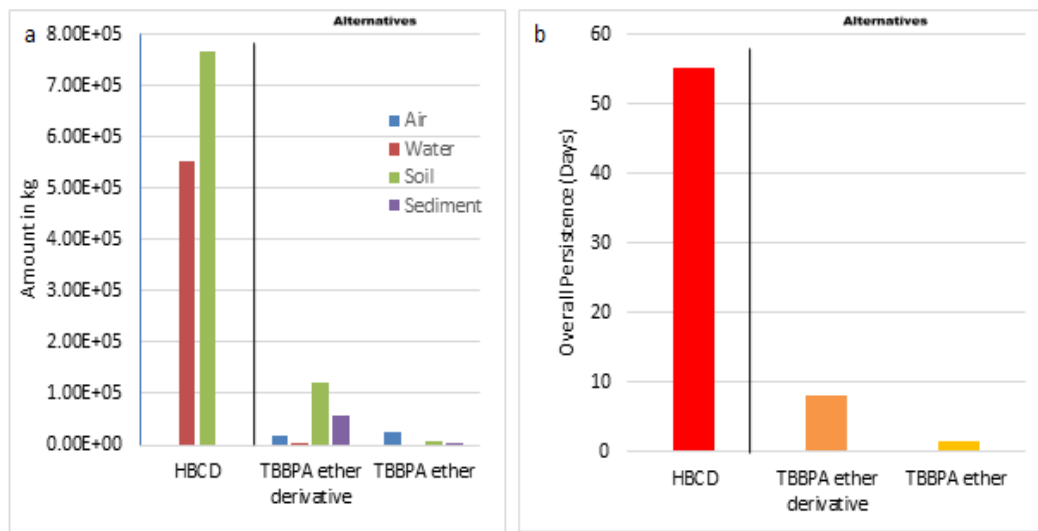 a
Alternatives
8.00E+05
7.00E+05
6.00E+05
5.00E+05
4.00E+05
3.00E+05
2.00E+05
1.00E+05
0.00E+00
Amount in kg
Air
Water
Soil
Sediment
HBCD
TBBPA ether
derivative
TBBPA ether
b
Alternatives
60
50
40
30
20
10
0
Overall Persistence (Days)
HBCD
TBBPA ether
derivative
TBBPA ether